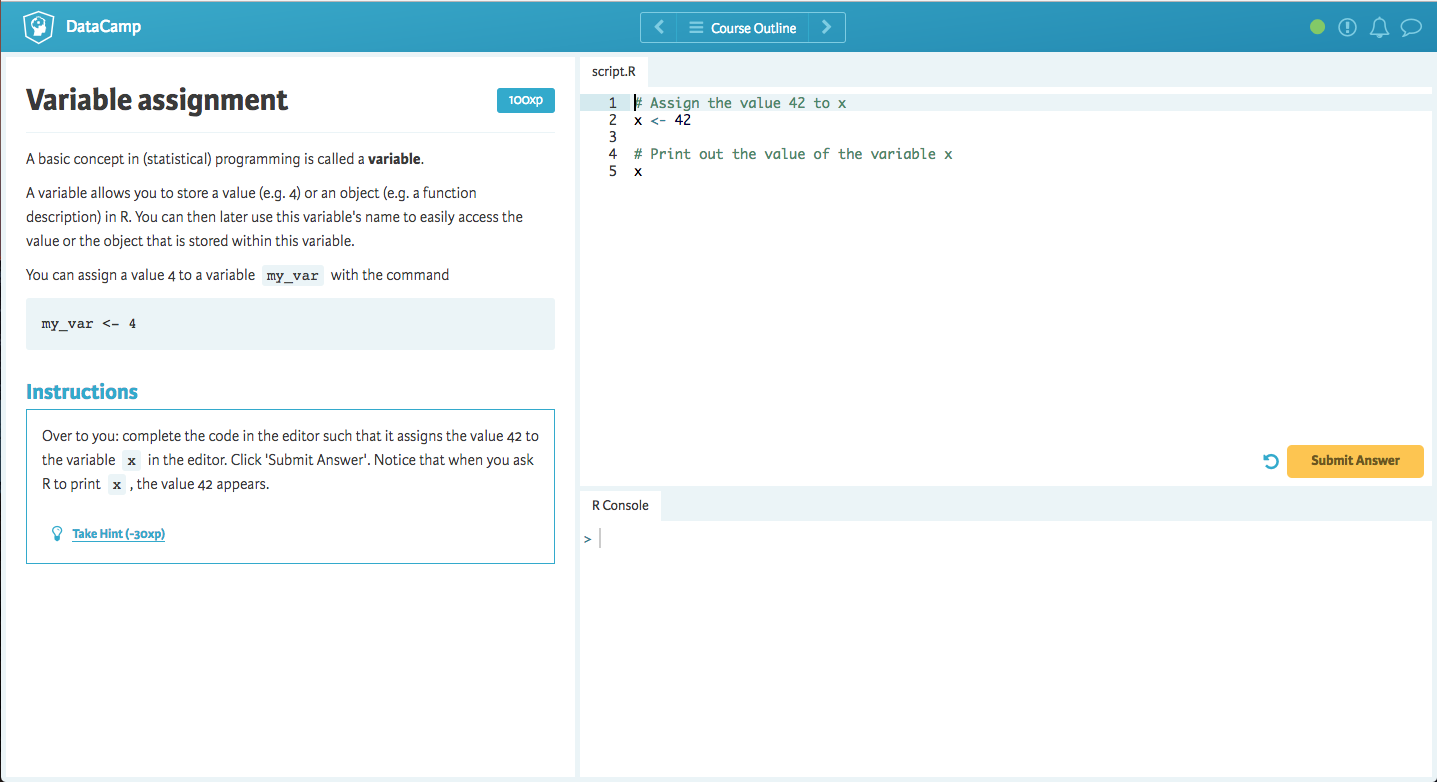 DataCamp
Course Outline
Variable assignment
100xp
A basic concept in (statistical) programming is called a variable.
A variable allows you to store a value (e.g. 4) or an object (e.g. a function
description) in R. You can then later use this variable's name to easily access the
value or the object that is stored within this variable.
You can assign a value 4 to a variable my_var with the command
my_var <- 4
Instructions
Over to you: complete the code in the editor such that it assigns the value 42 to
the variable x in the editor. Click 'Submit Answer'. Notice that when you ask
R to print x , the value 42 appears.
Take Hint (-30xp)
script.R
1 # Assign the value 42 to x
2 x <- 42
3
4 # Print out the value of the variable x
5 x
Submit Answer
R Console
>